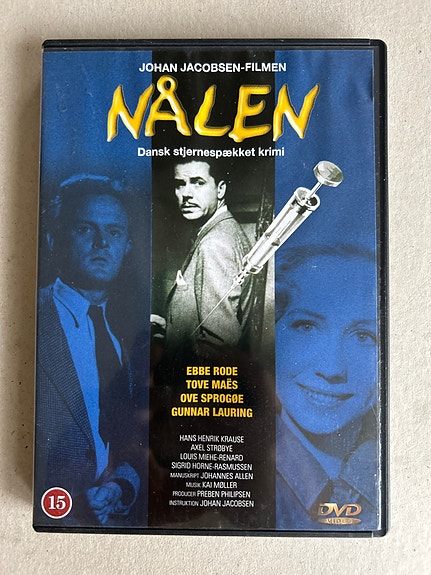 JOHAN JACOBSEN-FILMEN
NÅLEN
Dansk stjernespækket krimi
EBBE RODE
TOVE MAËS
OVE SPROGØE
GUNNAR LAURING
HANS HENRIK KRAUSE
AXEL STRØBYE
LOUIS MIEHE-RENARD
SIGRID HORNE-RASMUSSEN
MANUSKRIPT JOHANNES ALLEN
MUSIK KAI MØLLER
PRODUCER PREBEN PHILIPSEN
INSTRUKTION JOHAN JACOBSEN
15
DVD
VIDEO